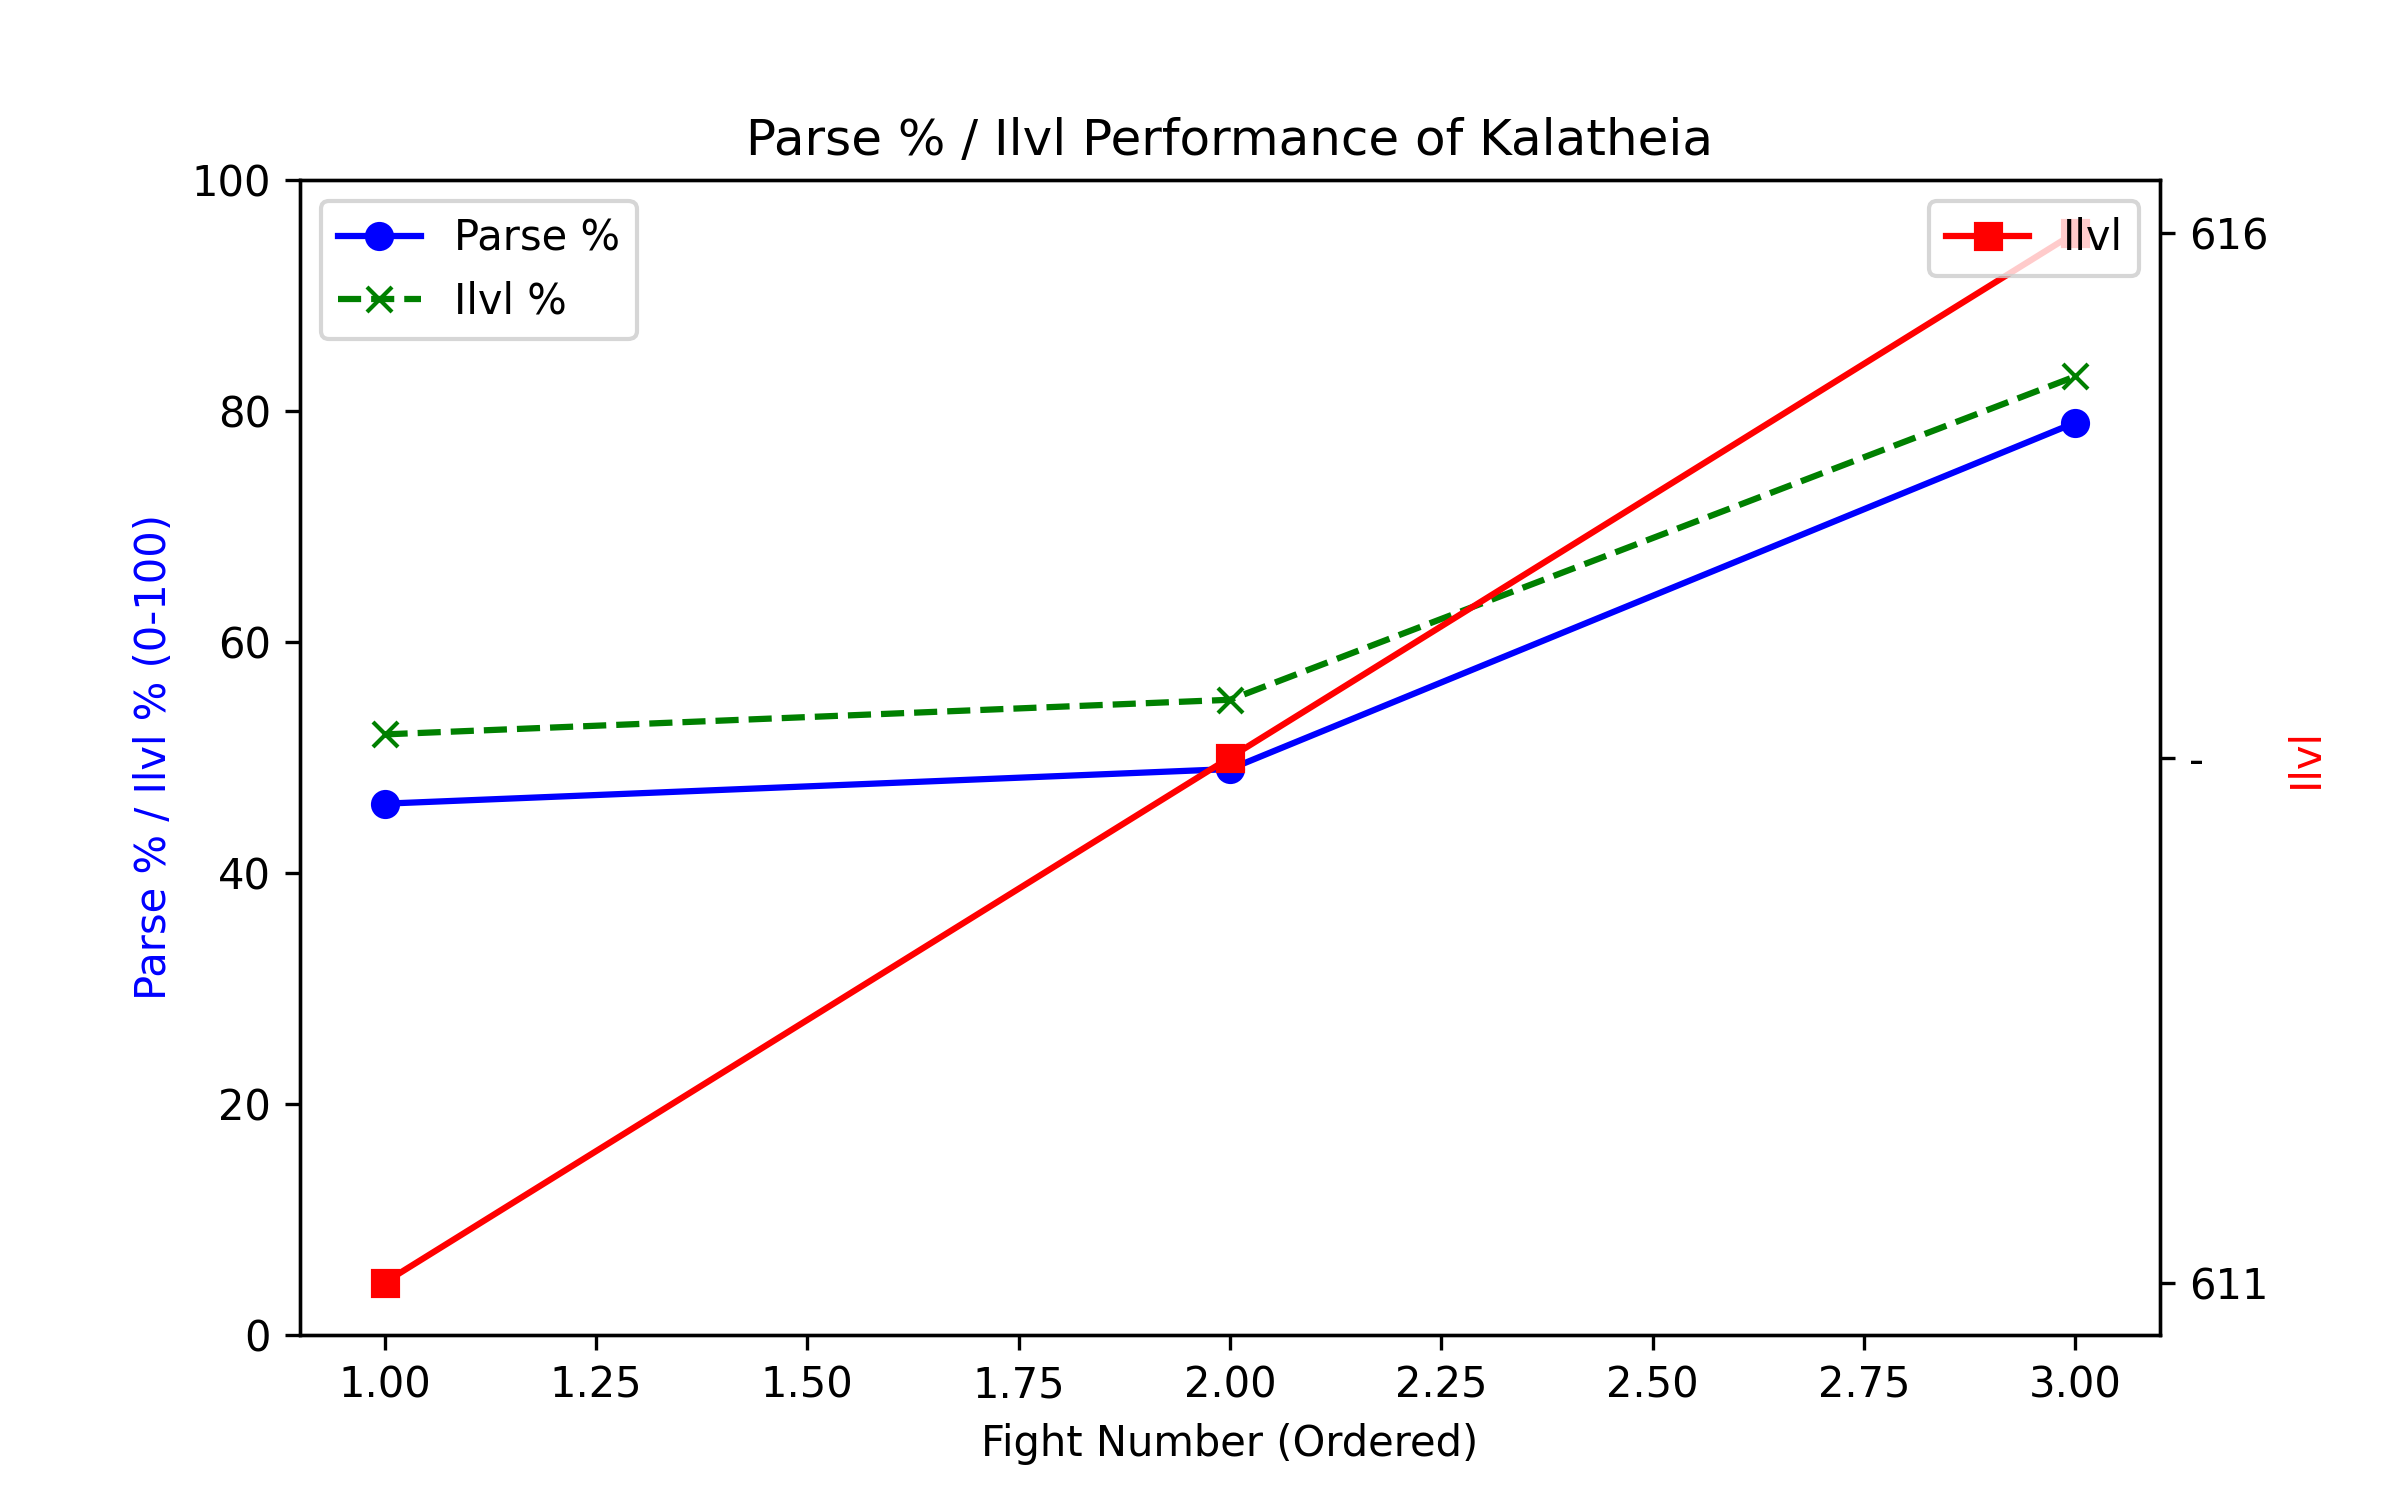 Parse % / Ilvl Performance of Kalatheia
Parse %
Ilvl %
Ilvl
Parse % / Ilvl % (0-100)
100
80
60
40
20
0
616
-
611
Ilvl
1.00 1.25 1.50 1.75 2.00 2.25 2.50 2.75 3.00
Fight Number (Ordered)